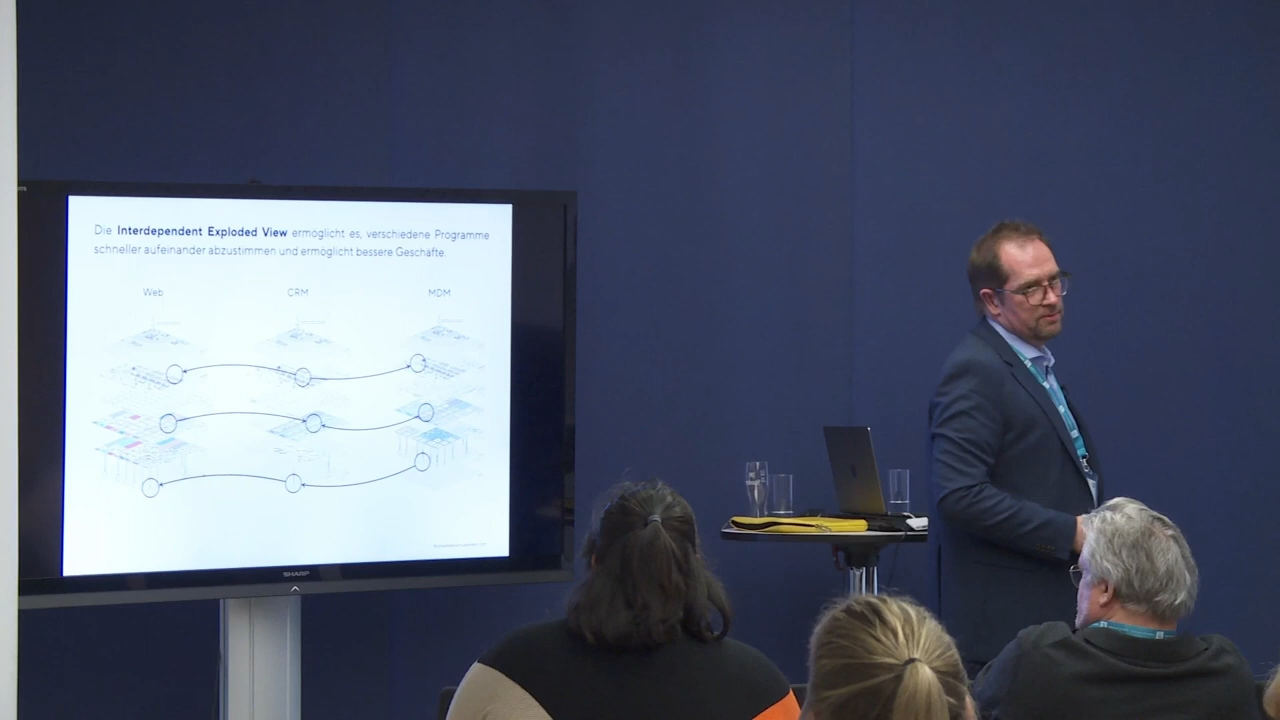 Die Interdependent Exploded View ermöglicht es, verschiedene Programme
schneller aufeinander abzustimmen und ermöglicht bessere Geschäfte.
Web CRM MDM
SHARP